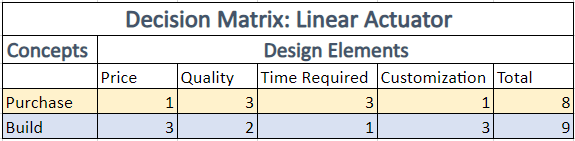 Decision Matrix: Linear Actuator
Concepts Design Elements
Price Quality Time Required Customization Total
Purchase 1 3 3 1 8
Build 3 2 1 3 9